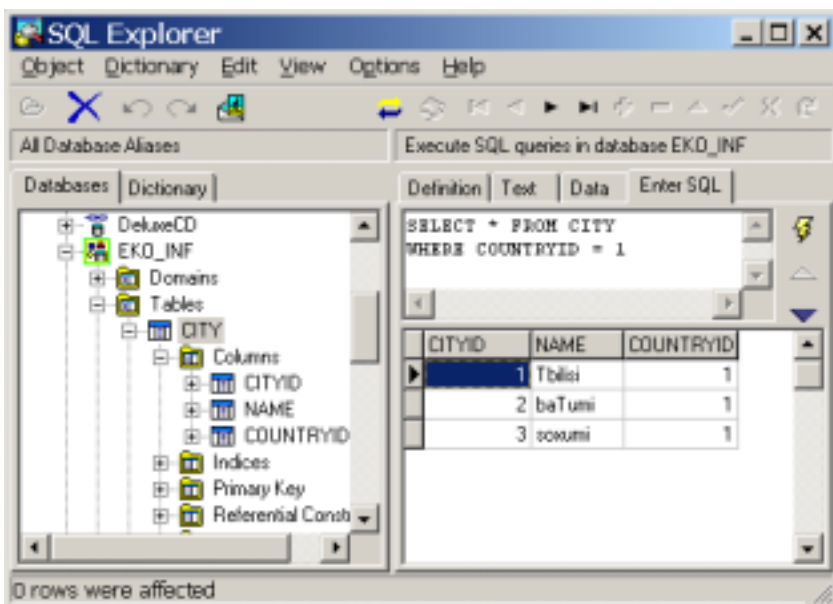 SQL Explorer
Object Dictionary Edit View Options Help
All Database Aliases
Execute SQL queries in database EKO_INF
Databases Dictionary
Definition Text Data Enter SQL
DeluxeCD
EKO_INF
Domains
Tables
CITY
Columns
CITYID
NAME
COUNTRYID
Indices
Primary Key
Referential Constr
SELECT * FROM CITY
WHERE COUNTRYID = 1
CITYID NAME COUNTRYID
1 Tbilisi 1
2 baTumi 1
3 soxumi 1
0 rows were affected